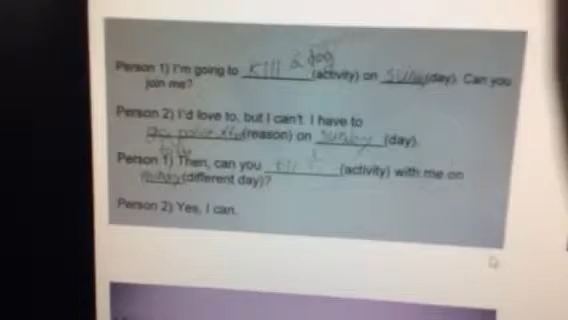 Person 1) I'm going to kill a dog (activity) on Sunday (day). Can you
join me?
Person 2) I'd love to, but I can't. I have to
(reason) on Sunday (day).
Person 1) Then, can you (activity) with me on
(different day)?
Person 2) Yes, I can.